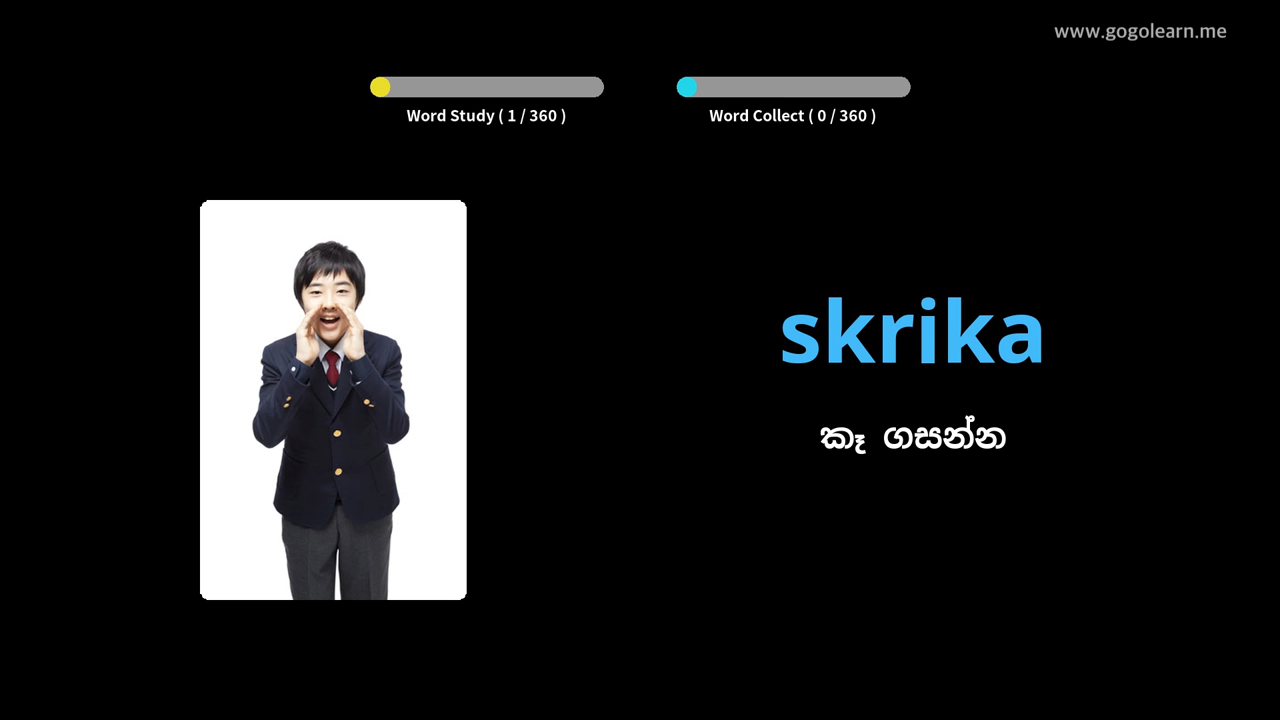 www.gogolearn.me
Word Study ( 1 / 360 )
Word Collect ( 0 / 360 )
skrika
කෑ ගසන්න